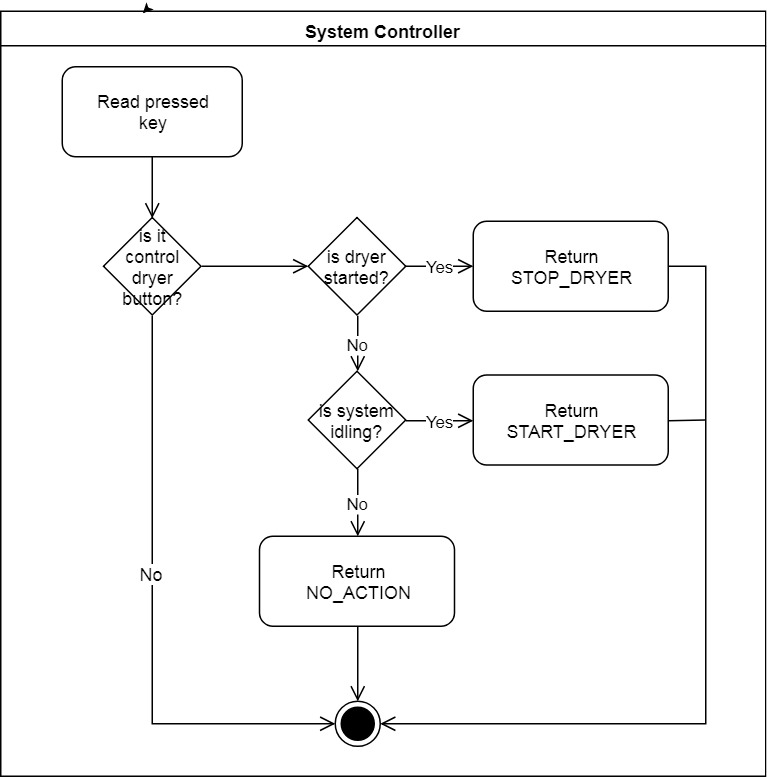 System Controller
Read pressed
key
is it
control
dryer
button?
is dryer
started?
Yes
Return
STOP_DRYER
No
is system
idling?
Yes
Return
START_DRYER
No
Return
NO_ACTION
No